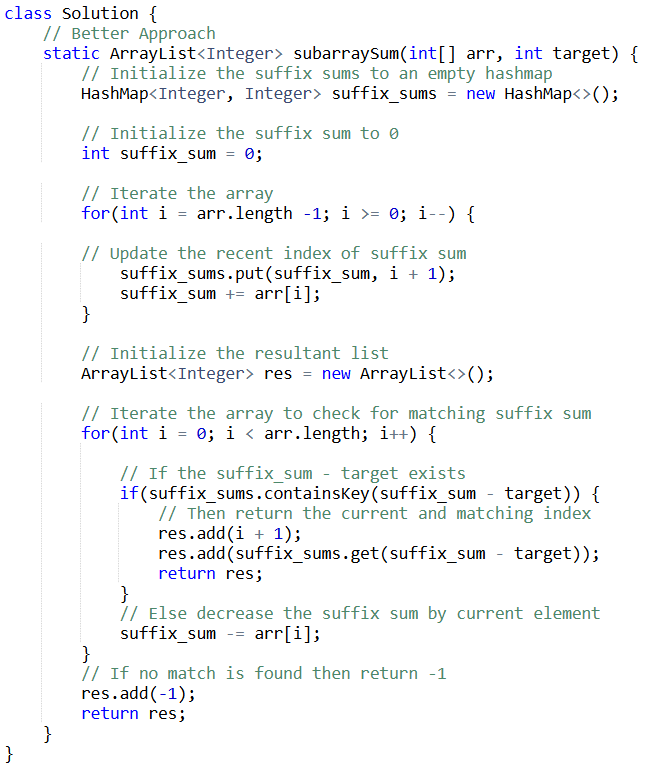 class Solution {
    // Better Approach
    static ArrayList<Integer> subarraySum(int[] arr, int target) {
        // Initialize the suffix sums to an empty hashmap
        HashMap<Integer, Integer> suffix_sums = new HashMap<>();

        // Initialize the suffix sum to 0
        int suffix_sum = 0;

        // Iterate the array
        for(int i = arr.length -1; i >= 0; i--) {

        // Update the recent index of suffix sum
            suffix_sums.put(suffix_sum, i + 1);
            suffix_sum += arr[i];
        }

        // Initialize the resultant list
        ArrayList<Integer> res = new ArrayList<>();

        // Iterate the array to check for matching suffix sum
        for(int i = 0; i < arr.length; i++) {

            // If the suffix_sum - target exists
            if(suffix_sums.containsKey(suffix_sum - target)) {
                // Then return the current and matching index
                res.add(i + 1);
                res.add(suffix_sums.get(suffix_sum - target));
                return res;
            }
            // Else decrease the suffix sum by current element
            suffix_sum -= arr[i];
        }
        // If no match is found then return -1
        res.add(-1);
        return res;
    }
}